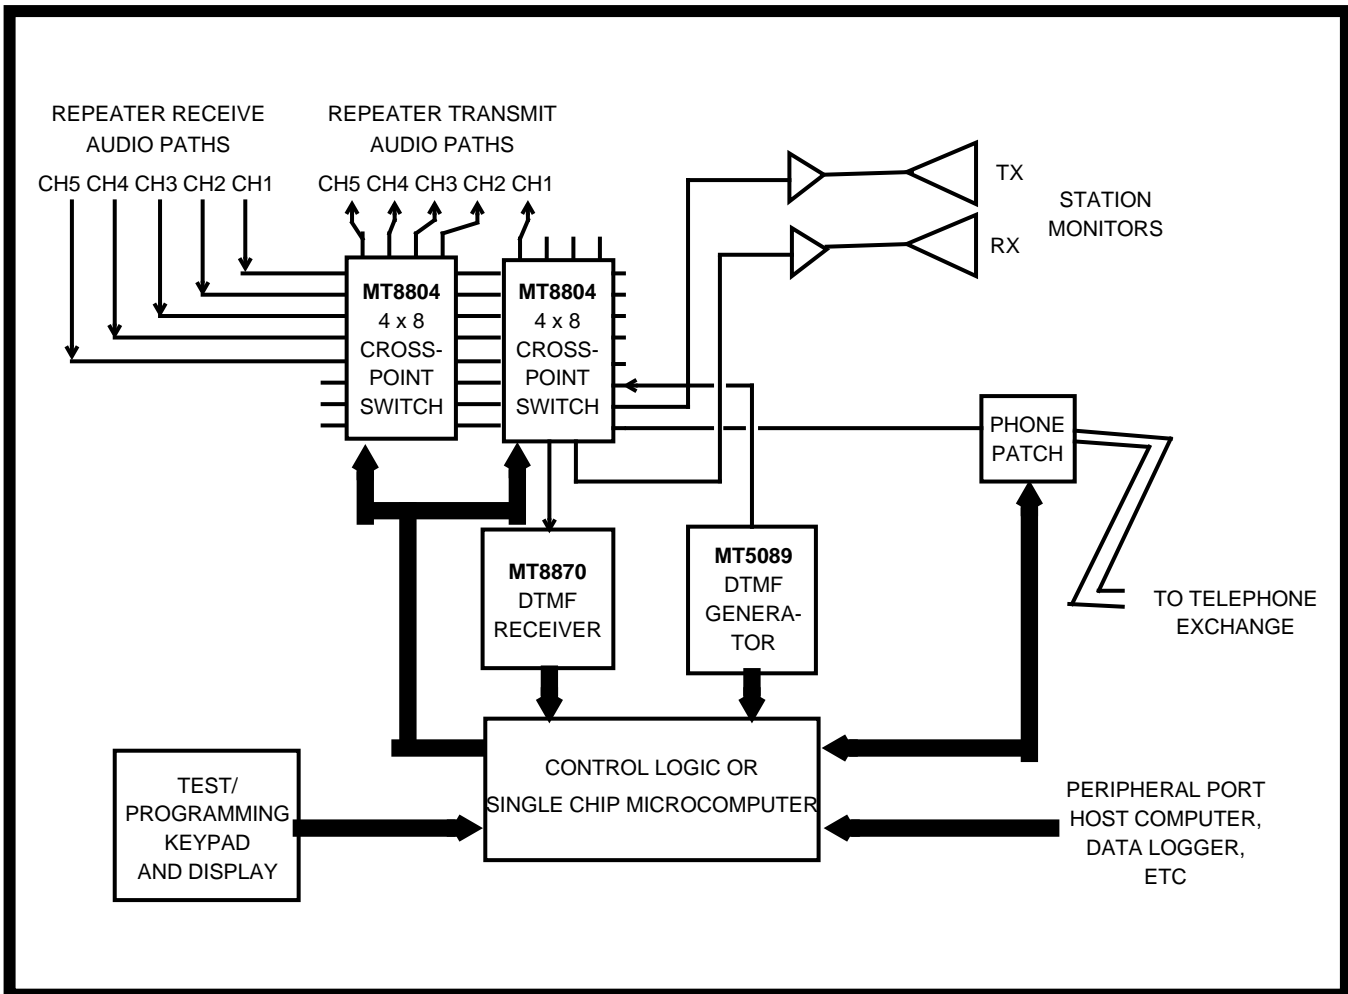 REPEATER RECEIVE
AUDIO PATHS
CH5 CH4 CH3 CH2 CH1
REPEATER TRANSMIT
AUDIO PATHS
CH5 CH4 CH3 CH2 CH1
TX
RX
STATION
MONITORS
MT8804
4 x 8
CROSS-
POINT
SWITCH
MT8804
4 x 8
CROSS-
POINT
SWITCH
PHONE
PATCH
MT8870
DTMF
RECEIVER
MT5089
DTMF
GENERA-
TOR
TO TELEPHONE
EXCHANGE
TEST/
PROGRAMMING
KEYPAD
AND DISPLAY
CONTROL LOGIC OR
SINGLE CHIP MICROCOMPUTER
PERIPHERAL PORT
HOST COMPUTER,
DATA LOGGER,
ETC